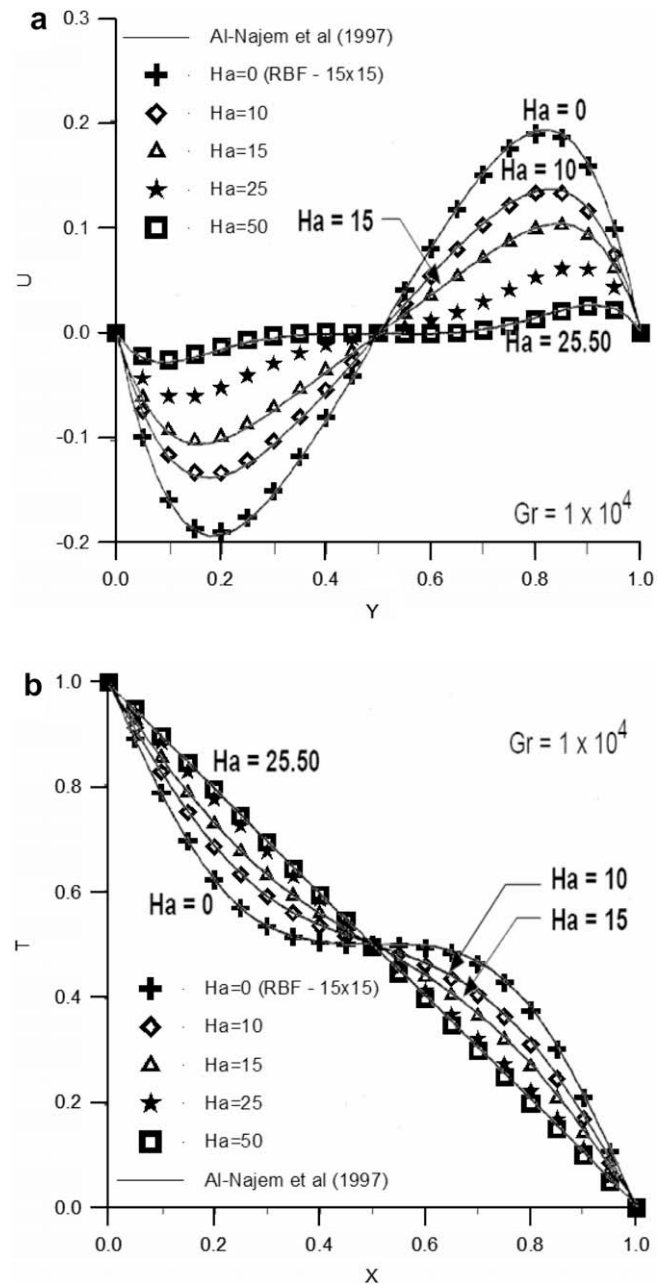 a
0.3
Al-Najem et al (1997)
Ha=0 (RBF - 15x15)
Ha=10
Ha=15
Ha=25
Ha=50
Ha = 0
Ha = 10
Ha = 15
Ha = 25.50
0.2
0.1
U
0.0
-0.1
-0.2
Gr = 1 x 10⁴
0.0 0.2 0.4 0.6 0.8 1.0
Y
b
1.0
Gr = 1 x 10⁴
Ha = 25.50
0.8
Ha = 10
Ha = 15
0.6
Ha = 0
T
0.4
Ha=0 (RBF - 15x15)
Ha=10
Ha=15
Ha=25
Ha=50
Al-Najem et al (1997)
0.2
0.0
0.0 0.2 0.4 0.6 0.8 1.0
X